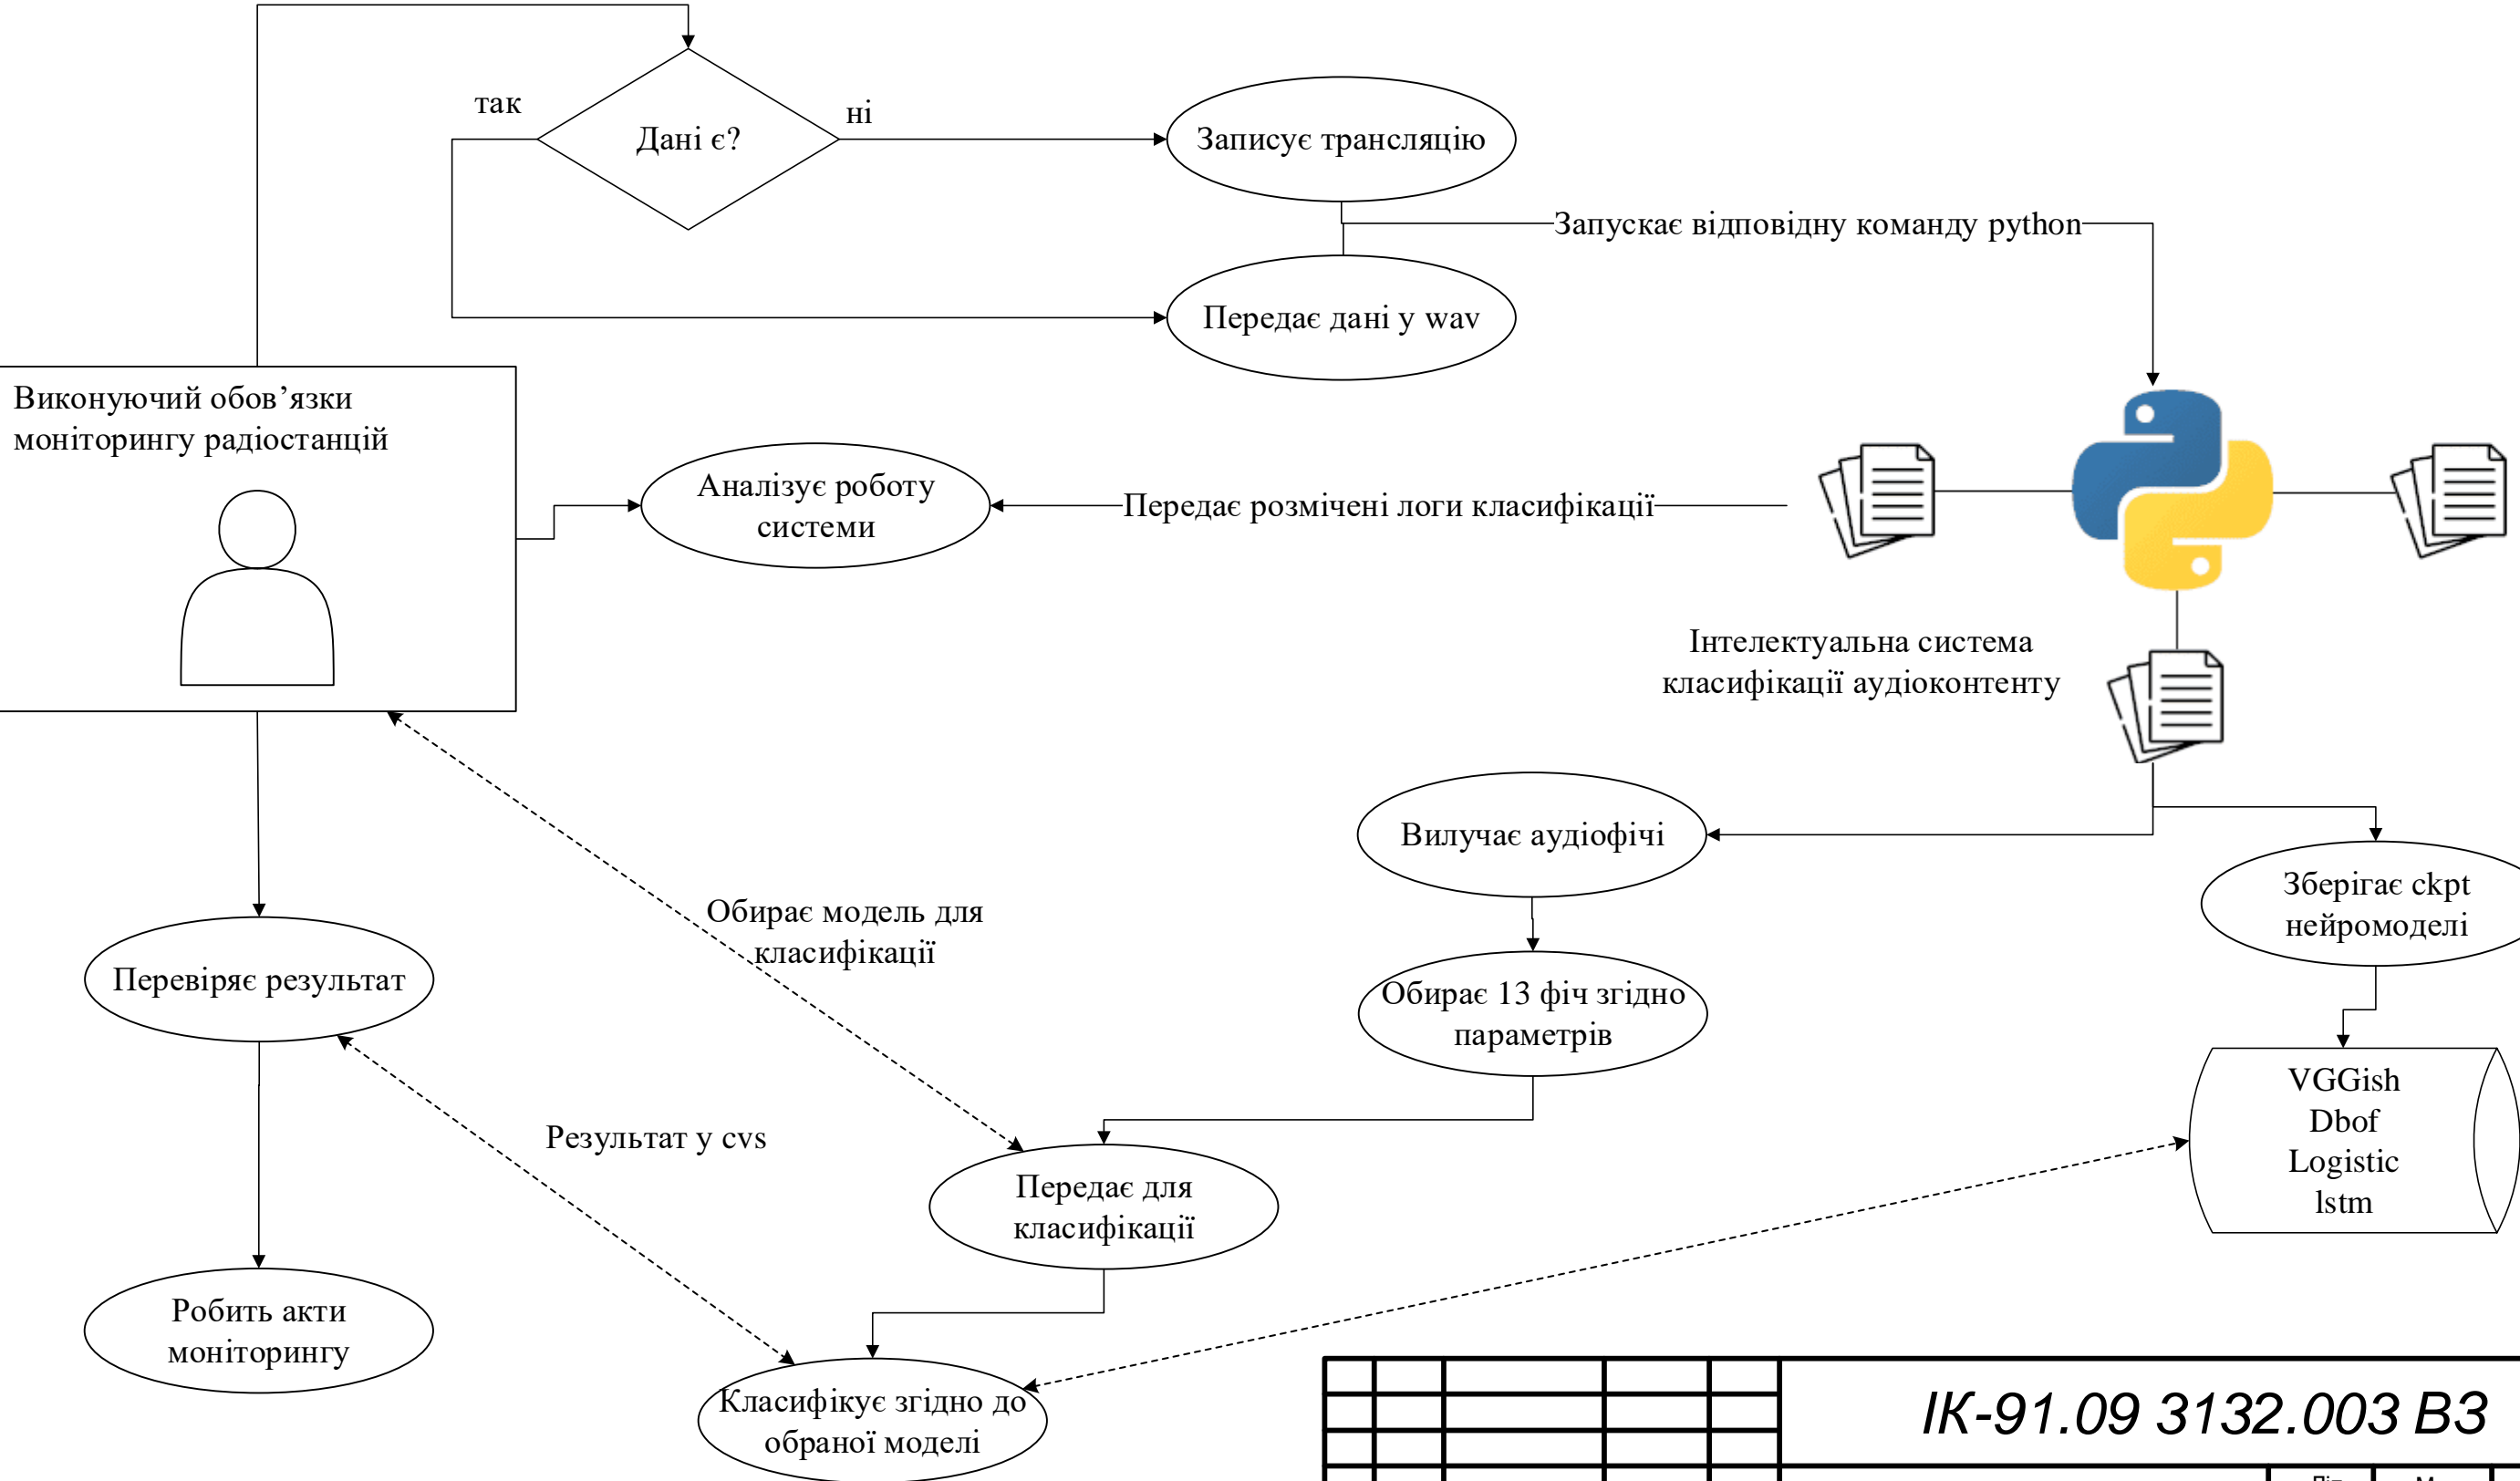 так
Дані є?
ні
Записує трансляцію
Запускає відповідну команду python
Передає дані у wav
Виконуючий обов’язки
моніторингу радіостанцій
Аналізує роботу
системи
Передає розмічені логи класифікації
Інтелектуальна система
класифікації аудіоконтенту
Вилучає аудіофічі
Зберігає ckpt
нейромоделі
Обирає модель для
класифікації
Перевіряє результат
Обирає 13 фіч згідно
параметрів
VGGish
Dbof
Logistic
lstm
Результат у cvs
Передає для
класифікації
Робить акти
моніторингу
Класифікує згідно до
обраної моделі
ІК-91.09 3132.003 ВЗ